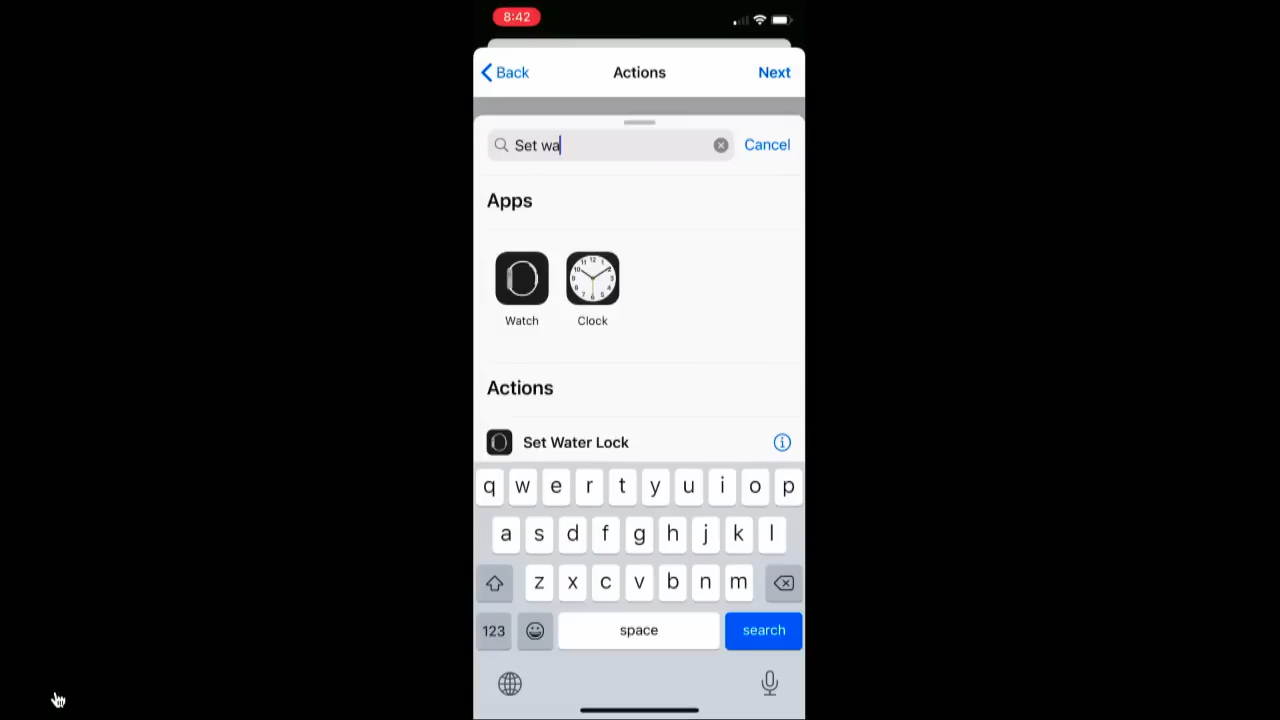 8:42
Back
Actions
Next
Set wa
Cancel
Apps
Watch
Clock
Actions
Set Water Lock
q w e r t y u i o p
a s d f g h j k l
z x c v b n m
123
space
search